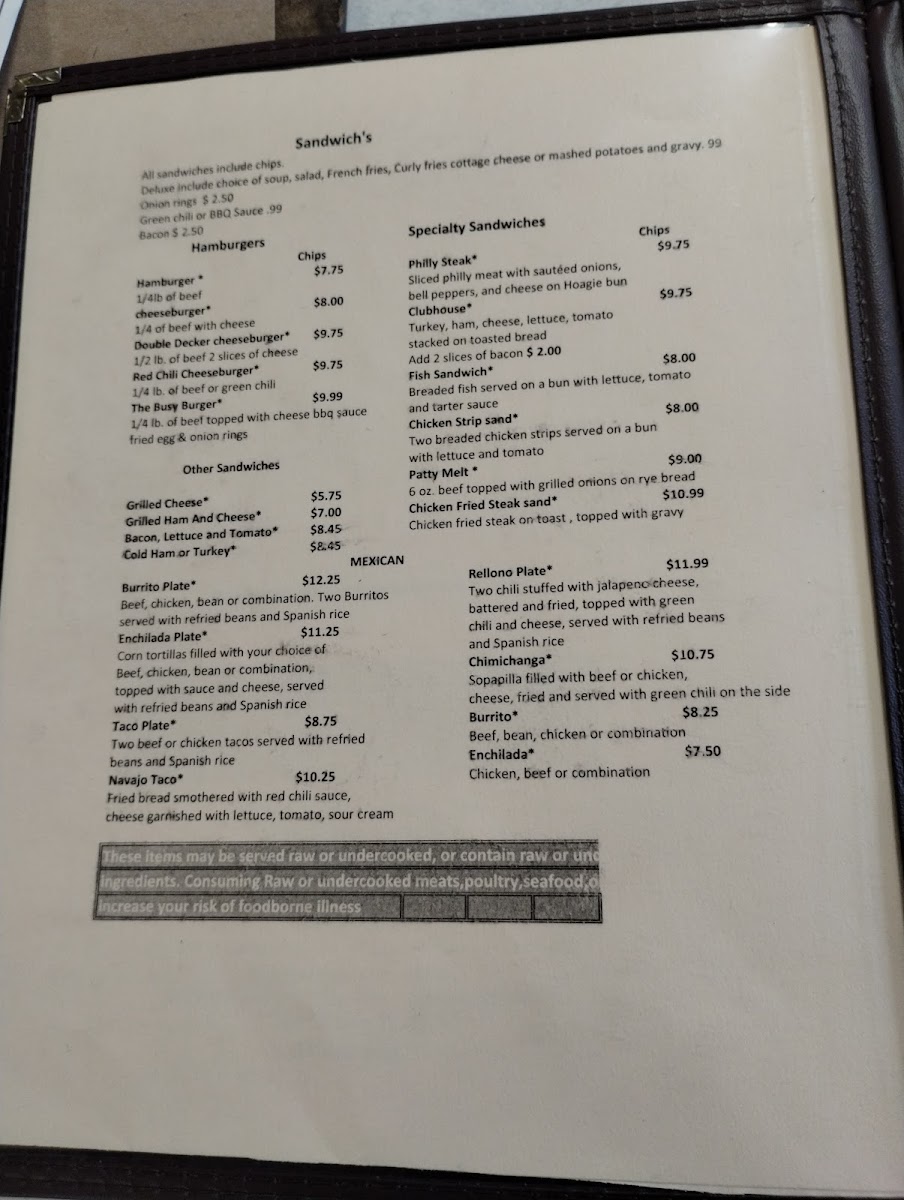 Sandwich's
All sandwiches include chips.
Deluxe include choice of soup, salad, French fries, Curly fries cottage cheese or mashed potatoes and gravy. 99
Onion rings $ 2.50
Green chili or BBQ Sauce .99
Bacon $ 2.50
Hamburgers
Chips
Hamburger * $7.75
1/4lb of beef
cheeseburger* $8.00
1/4 of beef with cheese
Double Decker cheeseburger* $9.75
1/2 lb. of beef 2 slices of cheese
Red Chili Cheeseburger* $9.75
1/4 lb. of beef or green chili
The Busy Burger* $9.99
1/4 lb. of beef topped with cheese bbq sauce
fried egg & onion rings
Other Sandwiches
Grilled Cheese* $5.75
Grilled Ham And Cheese* $7.00
Bacon, Lettuce and Tomato* $8.45
Cold Ham or Turkey* $8.45
Specialty Sandwiches
Chips
Philly Steak* $9.75
Sliced philly meat with sautéed onions,
bell peppers, and cheese on Hoagie bun
Clubhouse* $9.75
Turkey, ham, cheese, lettuce, tomato
stacked on toasted bread
Add 2 slices of bacon $ 2.00
Fish Sandwich* $8.00
Breaded fish served on a bun with lettuce, tomato
and tarter sauce
Chicken Strip sand* $8.00
Two breaded chicken strips served on a bun
with lettuce and tomato
Patty Melt * $9.00
6 oz. beef topped with grilled onions on rye bread
Chicken Fried Steak sand* $10.99
Chicken fried steak on toast , topped with gravy
MEXICAN
Burrito Plate* $12.25
Beef, chicken, bean or combination. Two Burritos
served with refried beans and Spanish rice
Enchilada Plate* $11.25
Corn tortillas filled with your choice of
Beef, chicken, bean or combination,
topped with sauce and cheese, served
with refried beans and Spanish rice
Taco Plate* $8.75
Two beef or chicken tacos served with refried
beans and Spanish rice
Navajo Taco* $10.25
Fried bread smothered with red chili sauce,
cheese garnished with lettuce, tomato, sour cream
Rellono Plate* $11.99
Two chili stuffed with jalapeno cheese,
battered and fried, topped with green
chili and cheese, served with refried beans
and Spanish rice
Chimichanga* $10.75
Sopapilla filled with beef or chicken,
cheese, fried and served with green chili on the side
Burrito* $8.25
Beef, bean, chicken or combination
Enchilada* $7.50
Chicken, beef or combination
These items may be served raw or undercooked, or contain raw or unc
ingredients. Consuming Raw or undercooked meats,poultry,seafood,o
increase your risk of foodborne illness